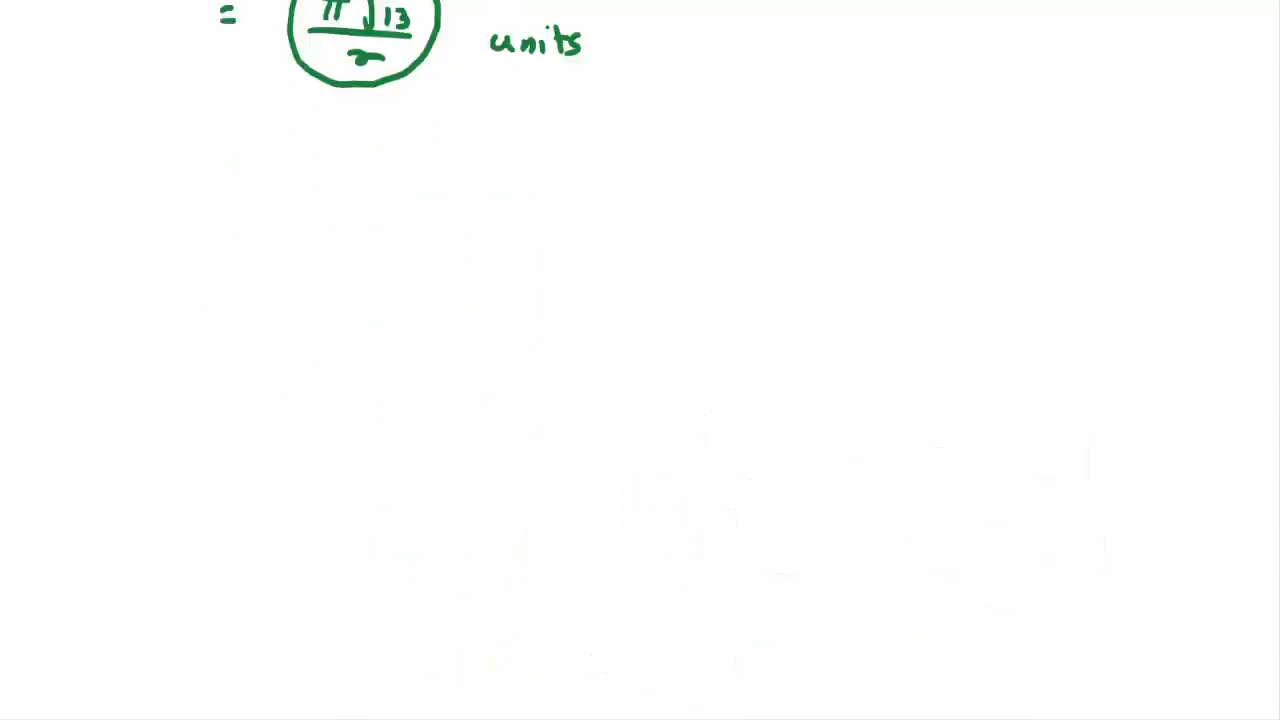 = π√13 / 2 units